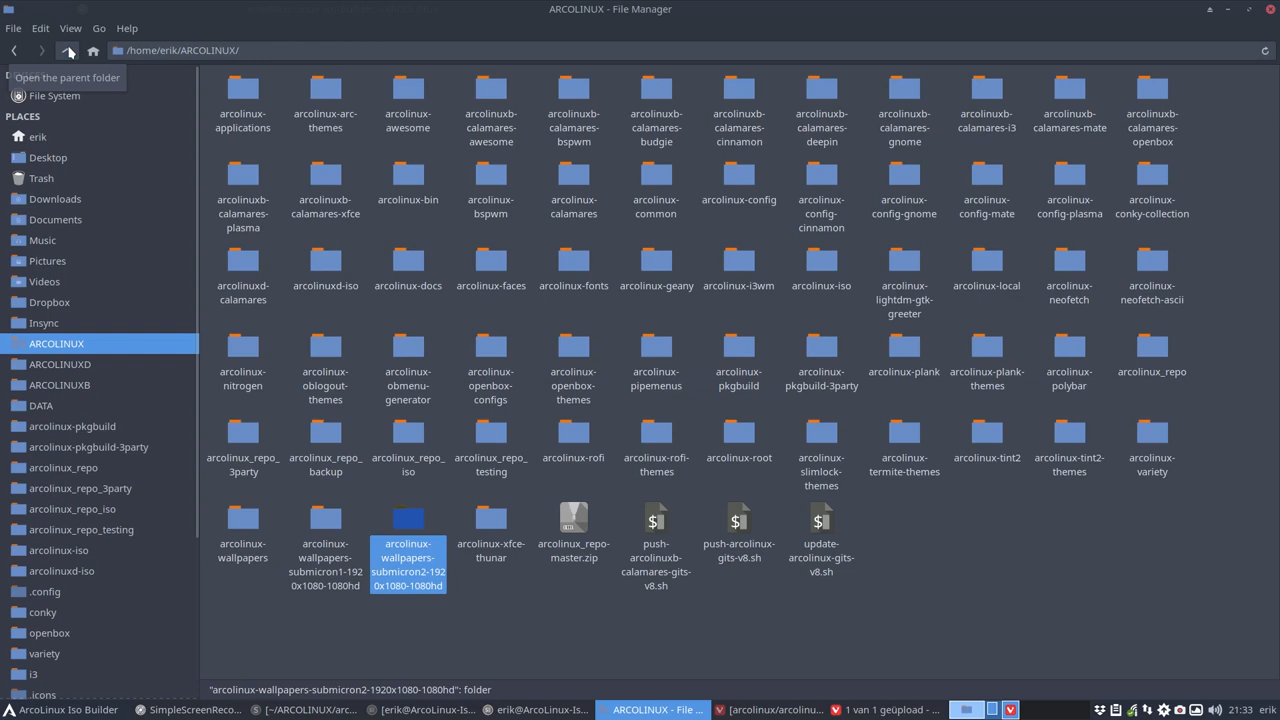 ARCOLINUX - File Manager
File Edit View Go Help
/home/erik/ARCOLINUX/
Open the parent folder
File System
PLACES
erik
Desktop
Trash
Downloads
Documents
Music
Pictures
Videos
Dropbox
Insync
ARCOLINUX
ARCOLINUXD
ARCOLINUXB
DATA
arcolinux-pkgbuild
arcolinux-pkgbuild-3party
arcolinux_repo
arcolinux_repo_3party
arcolinux_repo_iso
arcolinux_repo_testing
arcolinux-iso
arcolinuxd-iso
.config
conky
openbox
variety
i3
.icons
arcolinux- arcolinux-arc- arcolinux- arcolinuxb- arcolinuxb- arcolinuxb- arcolinuxb- arcolinuxb- arcolinuxb- arcolinuxb- arcolinuxb- arcolinuxb-
applications themes awesome calamares- calamares- calamares- calamares- calamares- calamares- calamares-i3 calamares-mate calamares-
awesome bspwm budgie cinnamon deepin gnome openbox
arcolinuxb- arcolinuxb- arcolinux-bin arcolinux- arcolinux- arcolinux- arcolinux-config arcolinux- arcolinux- arcolinux- arcolinux- arcolinux-
calamares- calamares-xfce bspwm calamares common config- config-gnome config-mate config-plasma conky-collection
plasma cinnamon
arcolinuxd- arcolinuxd-iso arcolinux-docs arcolinux-faces arcolinux-fonts arcolinux-geany arcolinux-i3wm arcolinux-iso arcolinux- arcolinux-local arcolinux- arcolinux-
calamares lightdm-gtk- neofetch neofetch-ascii
greeter
arcolinux- arcolinux- arcolinux- arcolinux- arcolinux- arcolinux- arcolinux- arcolinux- arcolinux-plank arcolinux-plank- arcolinux- arcolinux_repo
nitrogen oblogout- obmenu- openbox- openbox- pipemenus pkgbuild pkgbuild-3party themes polybar
themes generator configs themes
arcolinux_repo_ arcolinux_repo_ arcolinux_repo_ arcolinux_repo_ arcolinux-rofi arcolinux-rofi- arcolinux-root arcolinux- arcolinux- arcolinux-tint2 arcolinux-tint2- arcolinux-
3party backup iso testing themes slimlock- termite-themes themes variety
themes
arcolinux- arcolinux- arcolinux- arcolinux-xfce- arcolinux_repo- push- push-arcolinux- update-
wallpapers wallpapers- wallpapers- thunar master.zip arcolinuxb- gits-v8.sh arcolinux-gits-
submicron1-192 submicron2-192 calamares-gits- v8.sh
0x1080-1080hd 0x1080-1080hd v8.sh
"arcolinux-wallpapers-submicron2-1920x1080-1080hd": folder
ArcoLinux Iso Builder SimpleScreenReco... [~/ARCOLINUX/arc... [erik@ArcoLinux-Is... erik@ArcoLinux-Is... ARCOLINUX - File ... [arcolinux/arcolinu... 1 van 1 geüpload - ... 21:33 erik